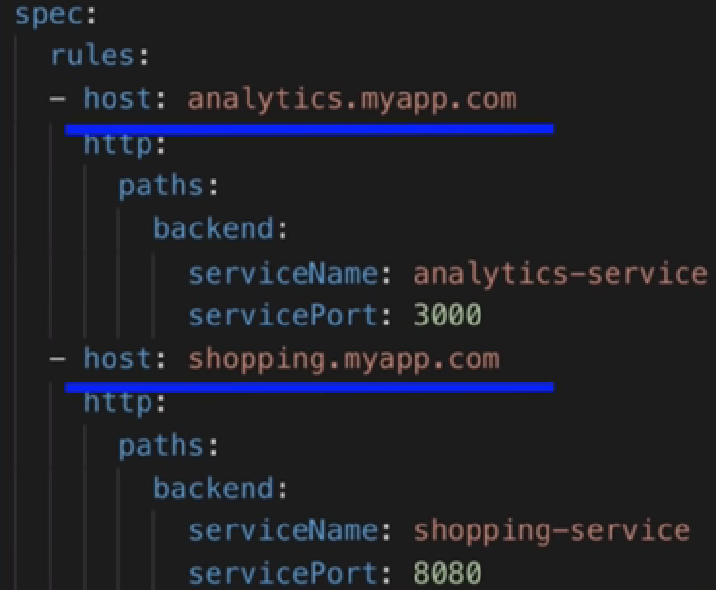 spec:
  rules:
  - host: analytics.myapp.com
    http:
      paths:
        backend:
          serviceName: analytics-service
          servicePort: 3000
  - host: shopping.myapp.com
    http:
      paths:
        backend:
          serviceName: shopping-service
          servicePort: 8080